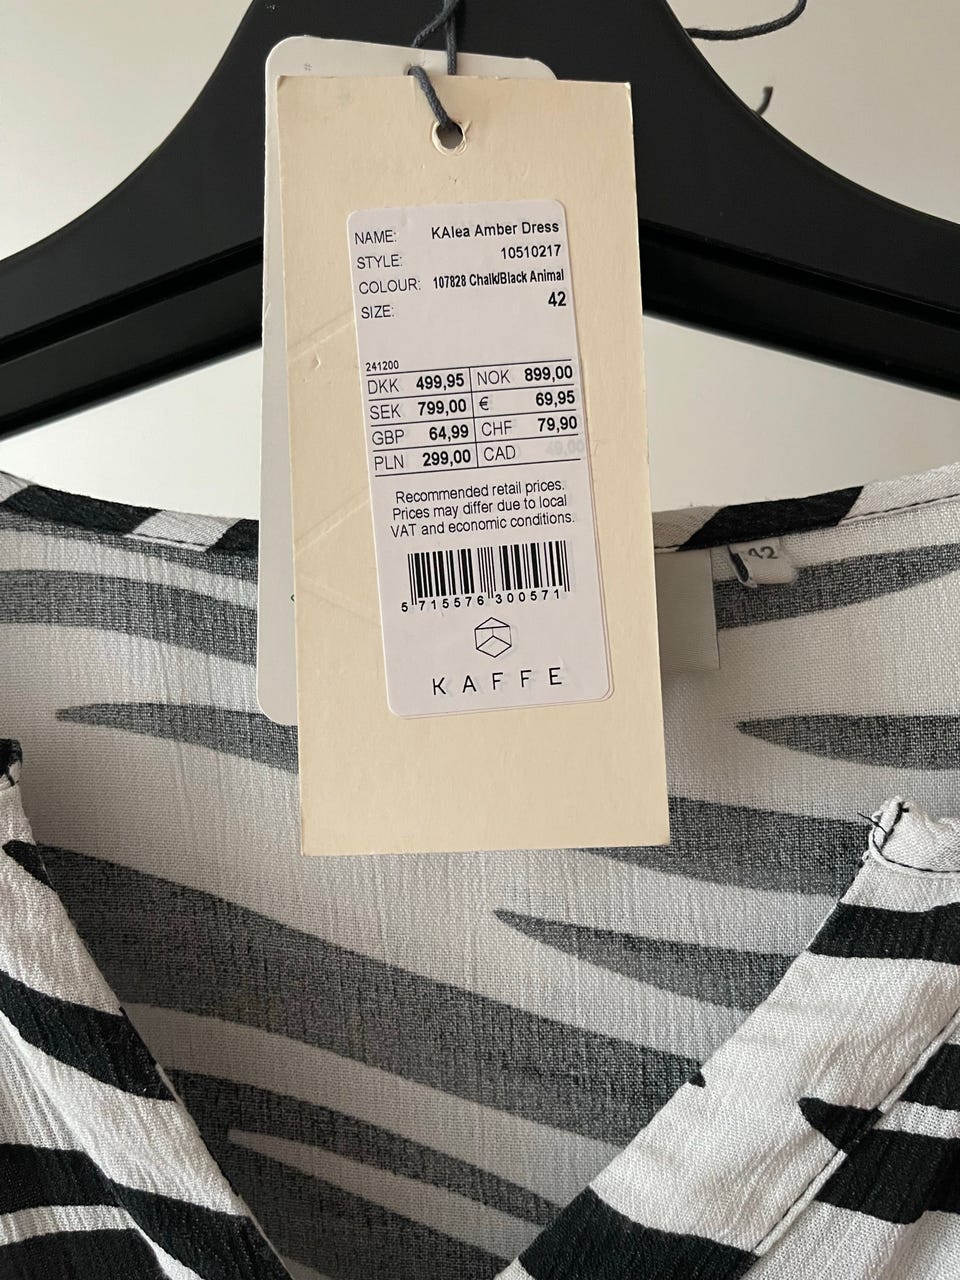 NAME: KAlea Amber Dress
STYLE: 10510217
COLOUR: 107828 Chalk/Black Animal
SIZE: 42
241200
DKK 499,95 NOK 899,00
SEK 799,00 € 69,95
GBP 64,99 CHF 79,90
PLN 299,00 CAD
Recommended retail prices.
Prices may differ due to local
VAT and economic conditions.
5 715576 300571
KAFFE
42